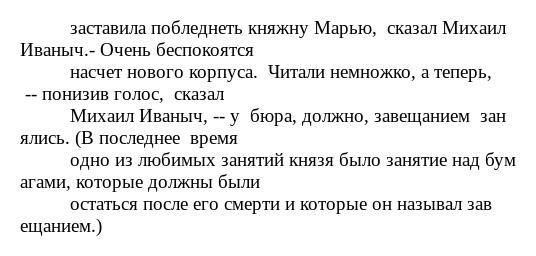 заставила побледнеть княжну Марью,  сказал Михаил
Иваныч.- Очень беспокоятся
насчет нового корпуса.  Читали немножко, а теперь,
-- понизив голос,  сказал
Михаил Иваныч, -- у  бюра, должно, завещанием  зан
ялись. (В последнее  время
одно из любимых занятий князя было занятие над бум
агами, которые должны были
остаться после его смерти и которые он называл зав
ещанием.)